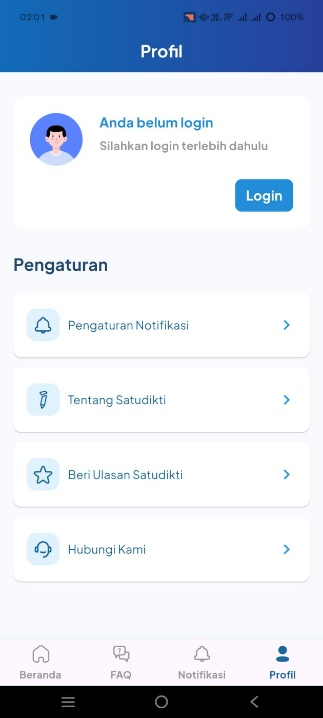 02:01
100%
Profil
Anda belum login
Silahkan login terlebih dahulu
Login
Pengaturan
Pengaturan Notifikasi
Tentang Satudikti
Beri Ulasan Satudikti
Hubungi Kami
Beranda FAQ Notifikasi Profil